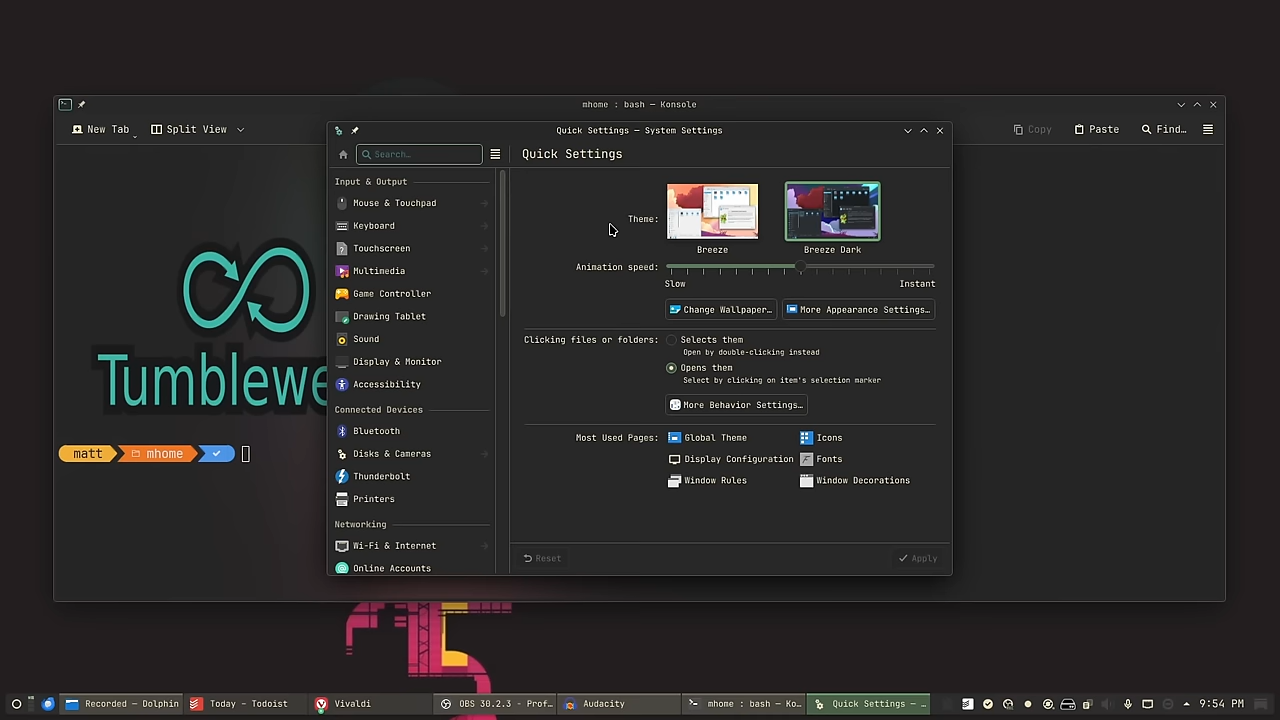 mhome : bash — Konsole
New Tab
Split View
Copy
Paste
Find…
Quick Settings — System Settings
Search…
Quick Settings
Input & Output
Mouse & Touchpad
Keyboard
Touchscreen
Multimedia
Game Controller
Drawing Tablet
Sound
Display & Monitor
Accessibility
Connected Devices
Bluetooth
Disks & Cameras
Thunderbolt
Printers
Networking
Wi-Fi & Internet
Online Accounts
Theme:
Breeze
Breeze Dark
Animation speed:
Slow
Instant
Change Wallpaper…
More Appearance Settings…
Clicking files or folders:
Selects them
Open by double-clicking instead
Opens them
Select by clicking on item's selection marker
More Behavior Settings…
Most Used Pages:
Global Theme
Icons
Display Configuration
Fonts
Window Rules
Window Decorations
Reset
Apply
Tumblewe
matt
mhome
Recorded — Dolphin
Today - Todoist
Vivaldi
OBS 30.2.3 - Prof…
Audacity
mhome : bash — Ko…
Quick Settings — …
9:54 PM